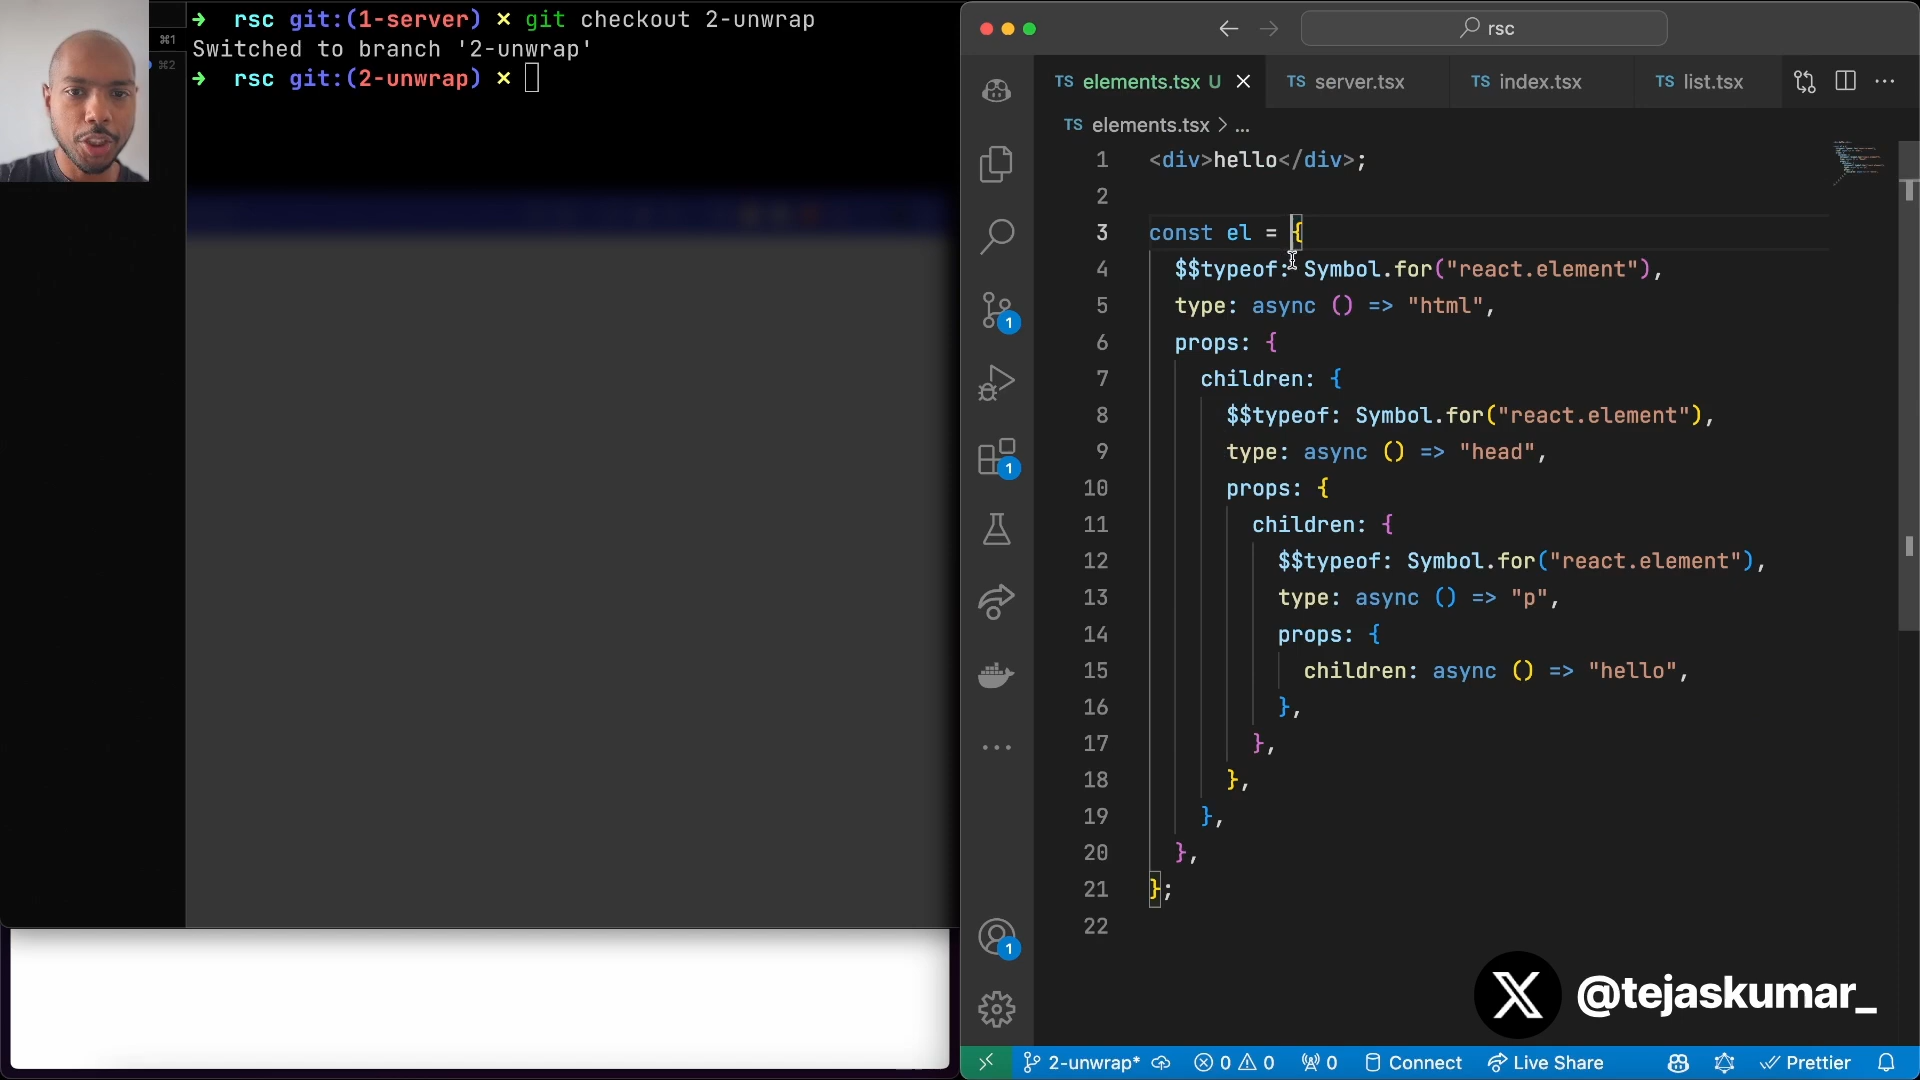 ➜ rsc git:(1-server) × git checkout 2-unwrap
Switched to branch '2-unwrap'
➜ rsc git:(2-unwrap) ×
⌘1
⌘2
rsc
TS elements.tsx U
TS server.tsx
TS index.tsx
TS list.tsx
TS elements.tsx > ...
1 <div>hello</div>;
2
3 const el = {
4 $$typeof: Symbol.for("react.element"),
5 type: async () => "html",
6 props: {
7 children: {
8 $$typeof: Symbol.for("react.element"),
9 type: async () => "head",
10 props: {
11 children: {
12 $$typeof: Symbol.for("react.element"),
13 type: async () => "p",
14 props: {
15 children: async () => "hello",
16 },
17 },
18 },
19 },
20 },
21 };
22
1
1
1
@tejaskumar_
2-unwrap* 0 0 0 Connect Live Share Prettier